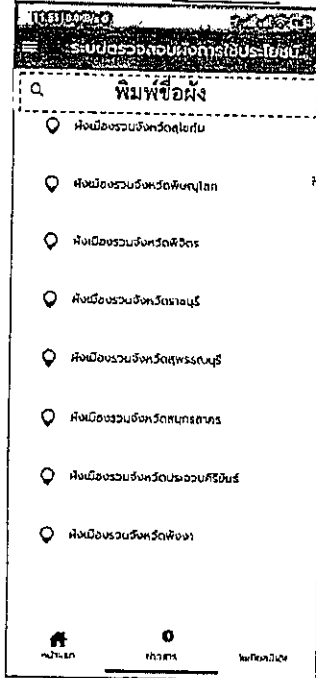 ระบบตรวจสอบผังการใช้ประโยชน์...
พิมพ์ชื่อผัง
ผังเมืองรวมจังหวัดสุโขทัย
ผังเมืองรวมจังหวัดพิษณุโลก
ผังเมืองรวมจังหวัดพิจิตร
ผังเมืองรวมจังหวัดราชบุรี
ผังเมืองรวมจังหวัดสุพรรณบุรี
ผังเมืองรวมจังหวัดสมุทรสาคร
ผังเมืองรวมจังหวัดประจวบคีรีขันธ์
ผังเมืองรวมจังหวัดพังงา
หน้าแรก
ข่าวสาร